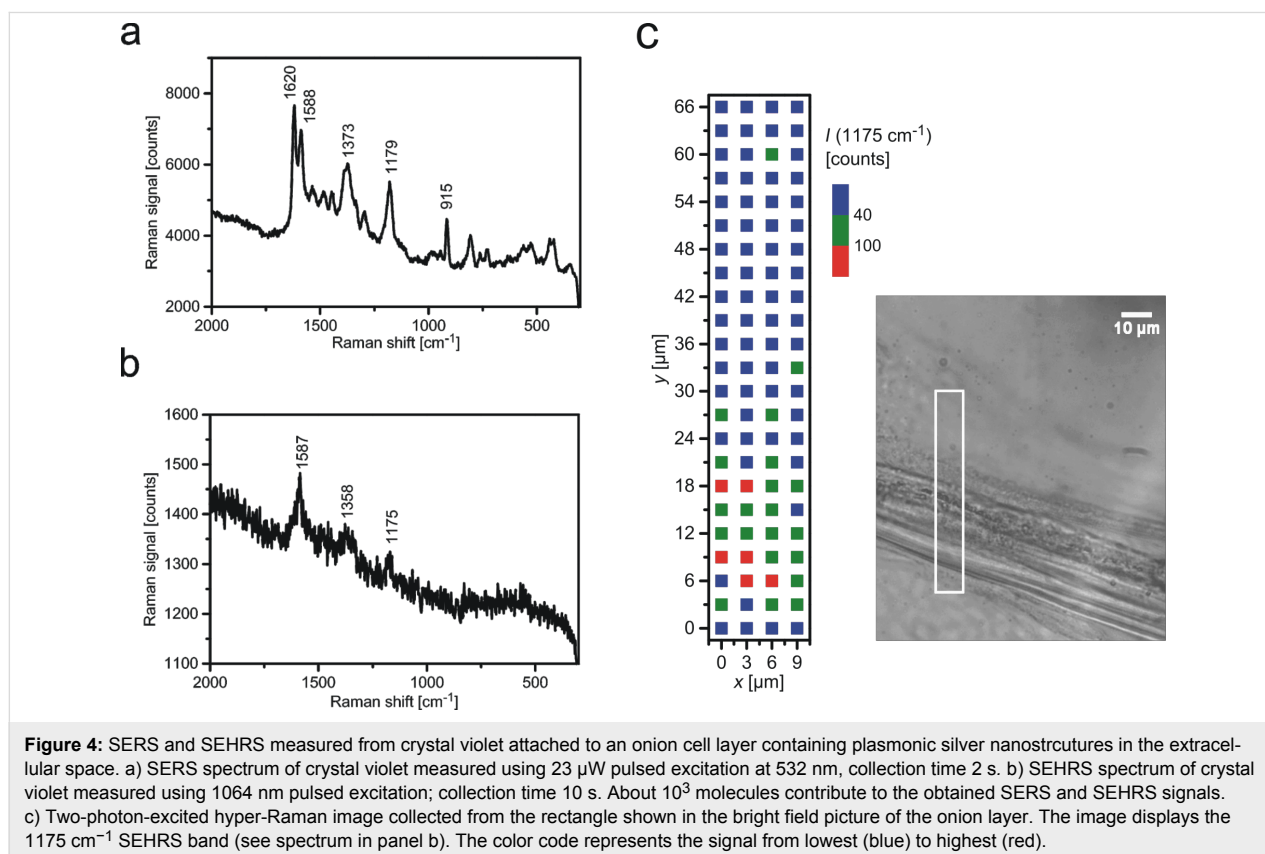 a
8000
6000
4000
2000
Raman signal [counts]
1620
1588
1373
1179
915
2000
1500
1000
500
Raman shift [cm⁻¹]
b
1600
1500
1400
1300
1200
1100
Raman signal [counts]
1587
1358
1175
2000
1500
1000
500
Raman shift [cm⁻¹]
c
66
60
54
48
42
36
30
24
18
12
6
0
y [µm]
0 3 6 9
x [µm]
I (1175 cm⁻¹)
[counts]
40
100
10 µm
Figure 4: SERS and SEHRS measured from crystal violet attached to an onion cell layer containing plasmonic silver nanostrcutures in the extracel-
lular space. a) SERS spectrum of crystal violet measured using 23 µW pulsed excitation at 532 nm, collection time 2 s. b) SEHRS spectrum of crystal
violet measured using 1064 nm pulsed excitation; collection time 10 s. About 10³ molecules contribute to the obtained SERS and SEHRS signals.
c) Two-photon-excited hyper-Raman image collected from the rectangle shown in the bright field picture of the onion layer. The image displays the
1175 cm⁻¹ SEHRS band (see spectrum in panel b). The color code represents the signal from lowest (blue) to highest (red).